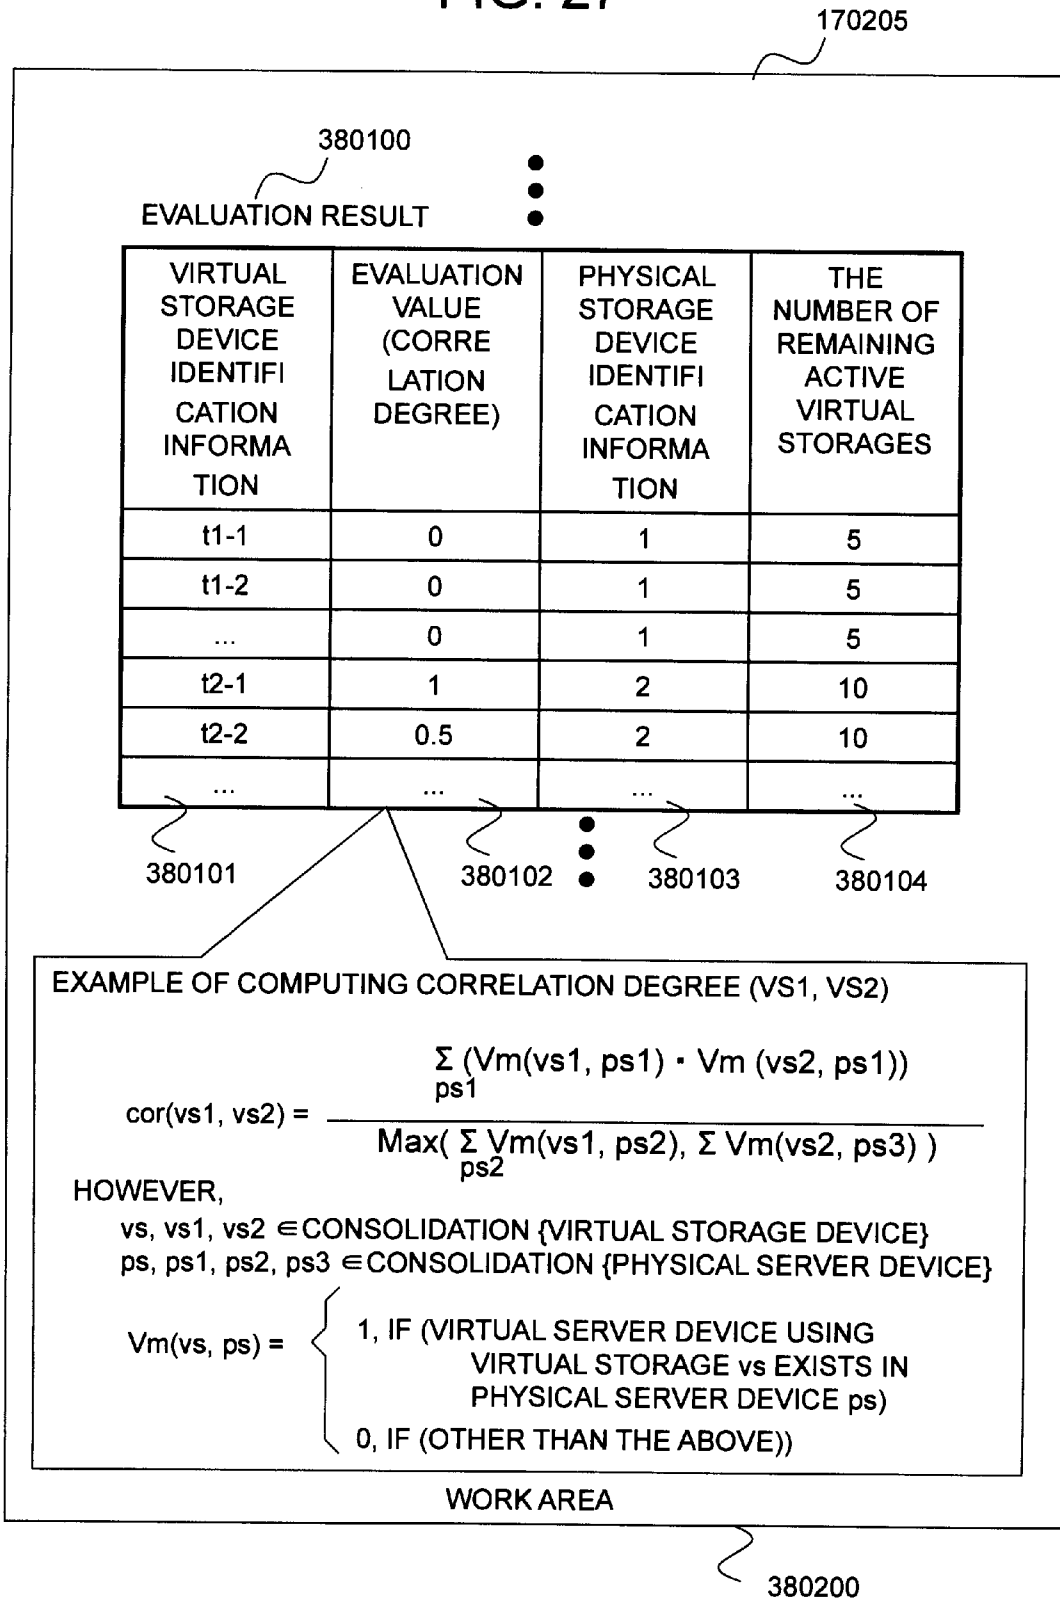 FIG. 27
170205
380100
EVALUATION RESULT
VIRTUAL STORAGE DEVICE IDENTIFI CATION INFORMA TION
EVALUATION VALUE (CORRE LATION DEGREE)
PHYSICAL STORAGE DEVICE IDENTIFI CATION INFORMA TION
THE NUMBER OF REMAINING ACTIVE VIRTUAL STORAGES
t1-1 0 1 5
t1-2 0 1 5
... 0 1 5
t2-1 1 2 10
t2-2 0.5 2 10
... ... ... ...
380101 380102 380103 380104
EXAMPLE OF COMPUTING CORRELATION DEGREE (VS1, VS2)
Σ (Vm(vs1, ps1) ▪ Vm (vs2, ps1))
ps1
cor(vs1, vs2) =
Max( Σ Vm(vs1, ps2), Σ Vm(vs2, ps3) )
ps2
HOWEVER,
vs, vs1, vs2 ∈CONSOLIDATION {VIRTUAL STORAGE DEVICE}
ps, ps1, ps2, ps3 ∈CONSOLIDATION {PHYSICAL SERVER DEVICE}
Vm(vs, ps) =
1, IF (VIRTUAL SERVER DEVICE USING
VIRTUAL STORAGE vs EXISTS IN
PHYSICAL SERVER DEVICE ps)
0, IF (OTHER THAN THE ABOVE))
WORK AREA
380200